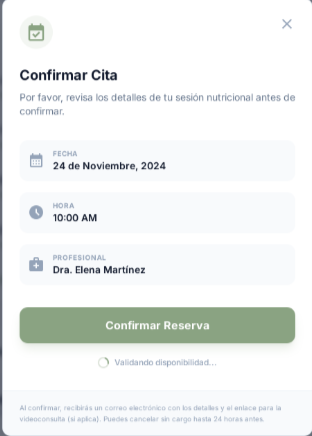 Confirmar Cita
Por favor, revisa los detalles de tu sesión nutricional antes de
confirmar.
FECHA
24 de Noviembre, 2024
HORA
10:00 AM
PROFESIONAL
Dra. Elena Martínez
Confirmar Reserva
Validando disponibilidad...
Al confirmar, recibirás un correo electrónico con los detalles y el enlace para la
videoconsulta (si aplica). Puedes cancelar sin cargo hasta 24 horas antes.